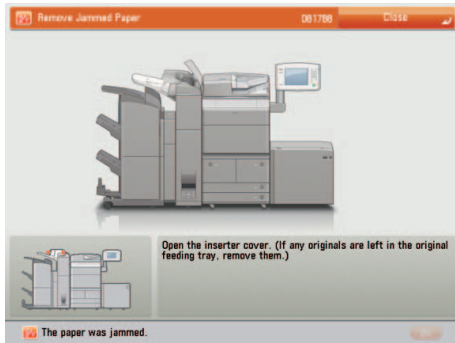 Remove Jammed Paper
081788
Close
Open the inserter cover. (If any originals are left in the original
feeding tray, remove them.)
The paper was jammed.